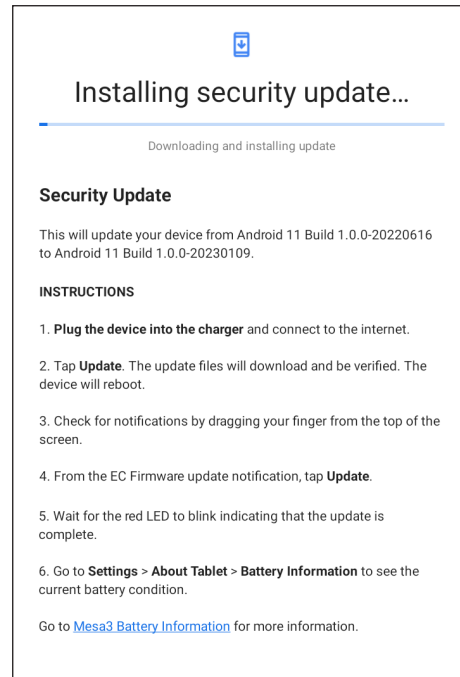 Installing security update…
Downloading and installing update
Security Update
This will update your device from Android 11 Build 1.0.0-20220616
to Android 11 Build 1.0.0-20230109.
INSTRUCTIONS
1. Plug the device into the charger and connect to the internet.
2. Tap Update. The update files will download and be verified. The
device will reboot.
3. Check for notifications by dragging your finger from the top of the
screen.
4. From the EC Firmware update notification, tap Update.
5. Wait for the red LED to blink indicating that the update is
complete.
6. Go to Settings > About Tablet > Battery Information to see the
current battery condition.
Go to Mesa3 Battery Information for more information.